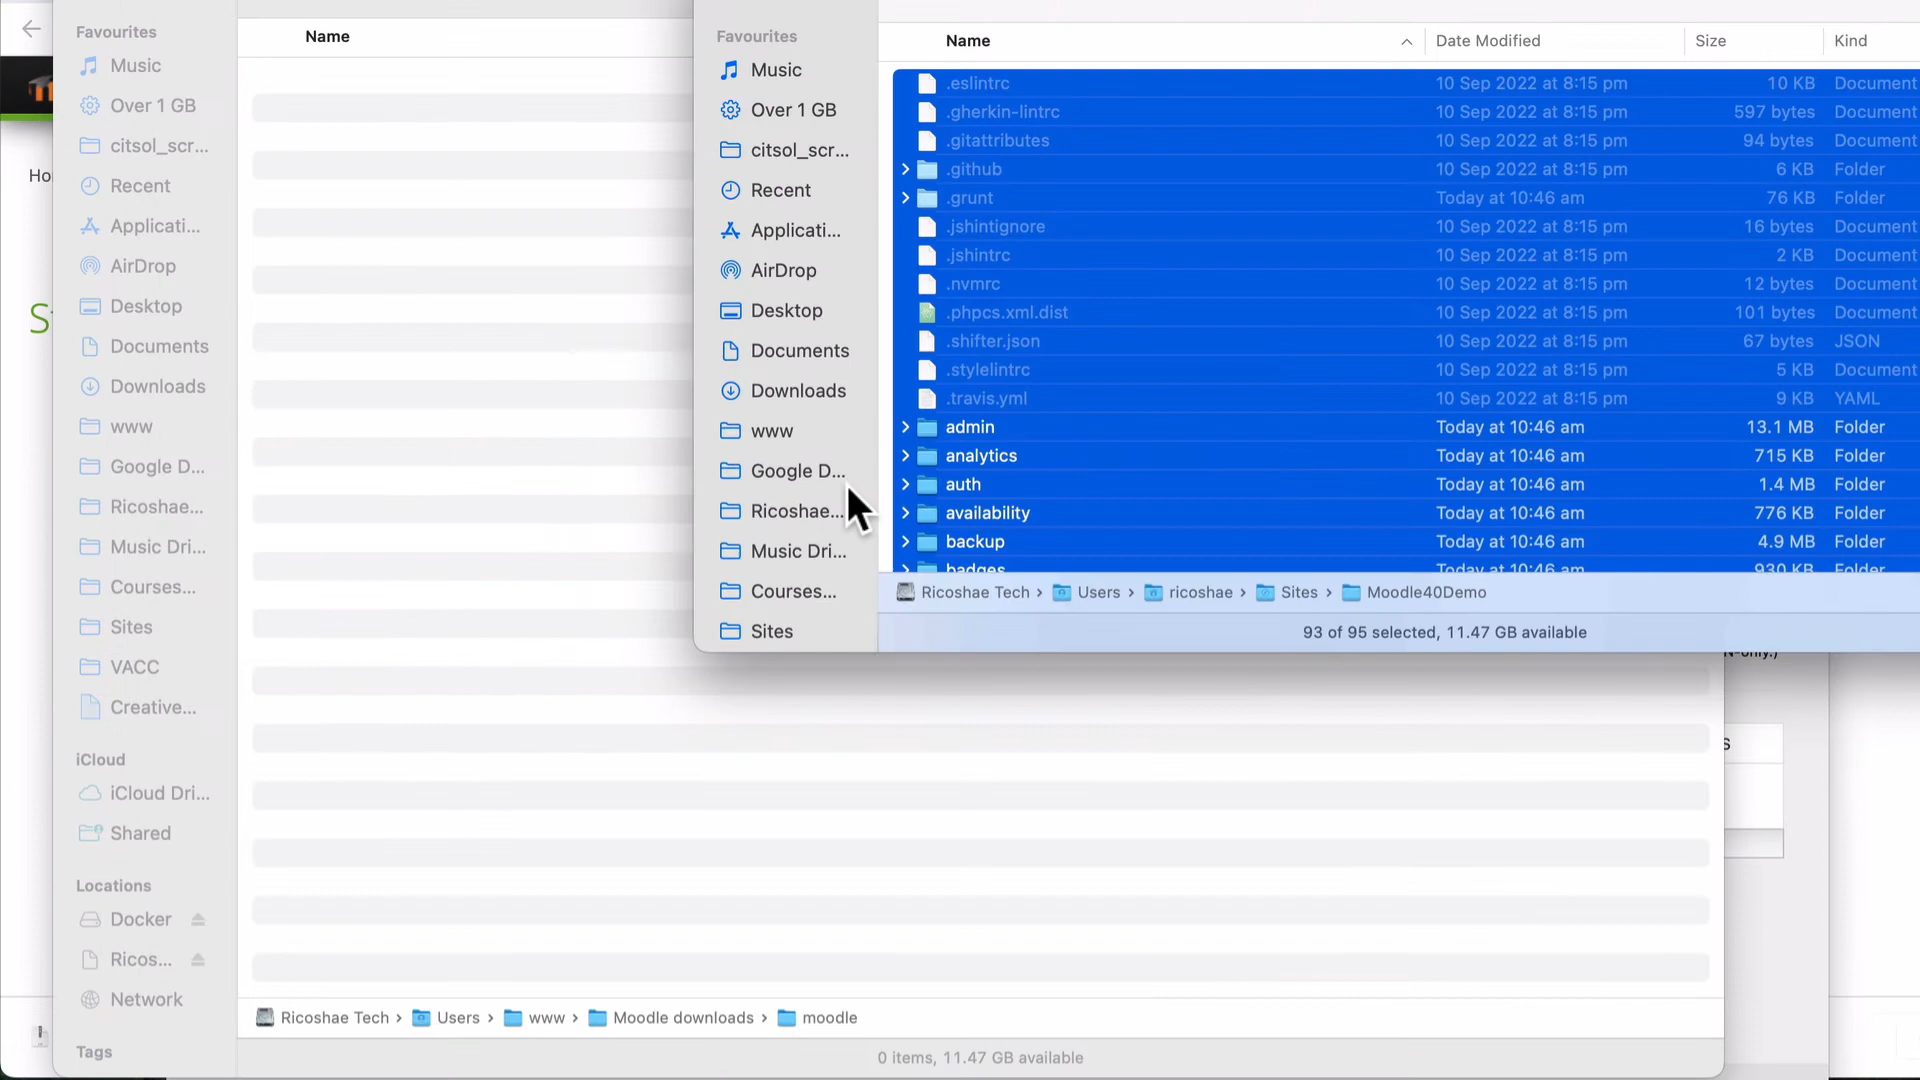 Ho
St
Favourites
Music
Over 1 GB
citsol_scr...
Recent
Applicati...
AirDrop
Desktop
Documents
Downloads
www
Google D...
Ricoshae...
Music Dri...
Courses...
Sites
VACC
Creative...
iCloud
iCloud Dri...
Shared
Locations
Docker
Ricos...
Network
Tags
Name
Ricoshae Tech › Users › www › Moodle downloads › moodle
0 items, 11.47 GB available
Favourites
Music
Over 1 GB
citsol_scr...
Recent
Applicati...
AirDrop
Desktop
Documents
Downloads
www
Google D...
Ricoshae...
Music Dri...
Courses...
Sites
Name Date Modified Size Kind
.eslintrc 10 Sep 2022 at 8:15 pm 10 KB Document
.gherkin-lintrc 10 Sep 2022 at 8:15 pm 597 bytes Document
.gitattributes 10 Sep 2022 at 8:15 pm 94 bytes Document
.github 10 Sep 2022 at 8:15 pm 6 KB Folder
.grunt Today at 10:46 am 76 KB Folder
.jshintignore 10 Sep 2022 at 8:15 pm 16 bytes Document
.jshintrc 10 Sep 2022 at 8:15 pm 2 KB Document
.nvmrc 10 Sep 2022 at 8:15 pm 12 bytes Document
.phpcs.xml.dist 10 Sep 2022 at 8:15 pm 101 bytes Document
.shifter.json 10 Sep 2022 at 8:15 pm 67 bytes JSON
.stylelintrc 10 Sep 2022 at 8:15 pm 5 KB Document
.travis.yml 10 Sep 2022 at 8:15 pm 9 KB YAML
admin Today at 10:46 am 13.1 MB Folder
analytics Today at 10:46 am 715 KB Folder
auth Today at 10:46 am 1.4 MB Folder
availability Today at 10:46 am 776 KB Folder
backup Today at 10:46 am 4.9 MB Folder
badges Today at 10:46 am 930 KB Folder
Ricoshae Tech › Users › ricoshae › Sites › Moodle40Demo
93 of 95 selected, 11.47 GB available
N-only.)
s